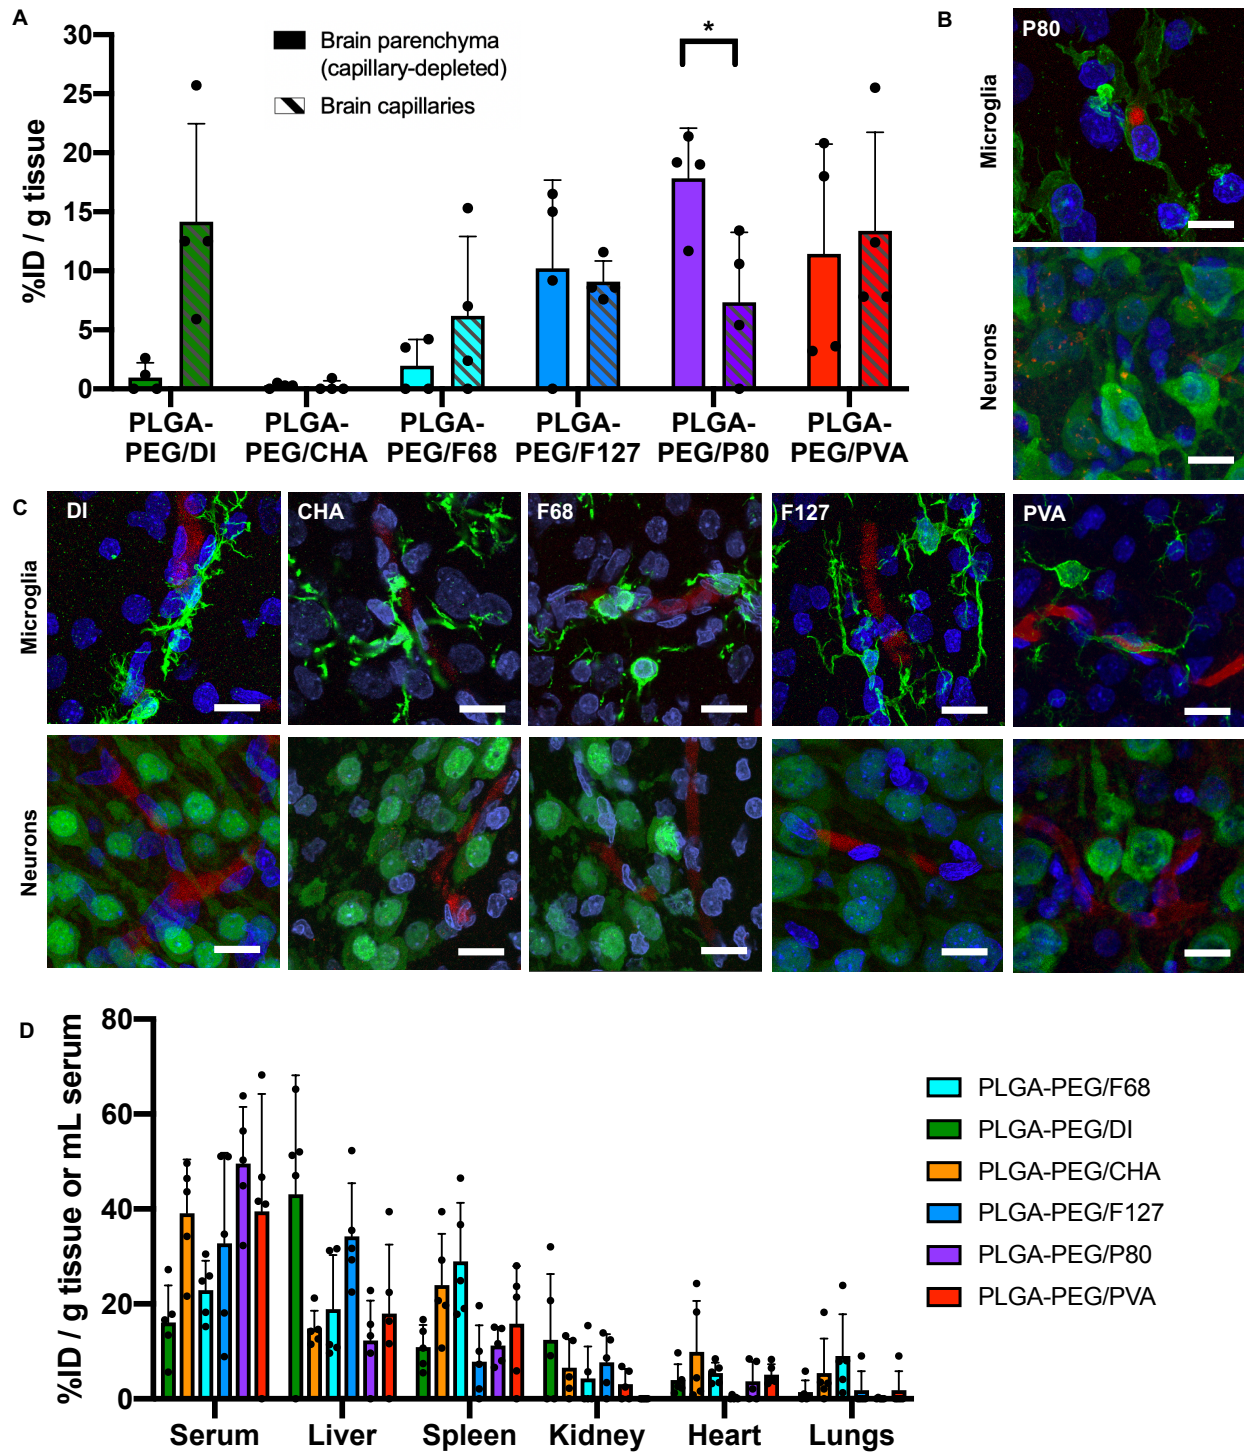 A
%ID / g tissue
30
25
20
15
10
5
0
Brain parenchyma
(capillary-depleted)
Brain capillaries
*
PLGA-
PEG/DI
PLGA-
PEG/CHA
PLGA-
PEG/F68
PLGA-
PEG/F127
PLGA-
PEG/P80
PLGA-
PEG/PVA
B
P80
Microglia
Neurons
C
DI
CHA
F68
F127
PVA
Microglia
Neurons
D
%ID / g tissue or mL serum
80
60
40
20
0
Serum
Liver
Spleen
Kidney
Heart
Lungs
PLGA-PEG/F68
PLGA-PEG/DI
PLGA-PEG/CHA
PLGA-PEG/F127
PLGA-PEG/P80
PLGA-PEG/PVA